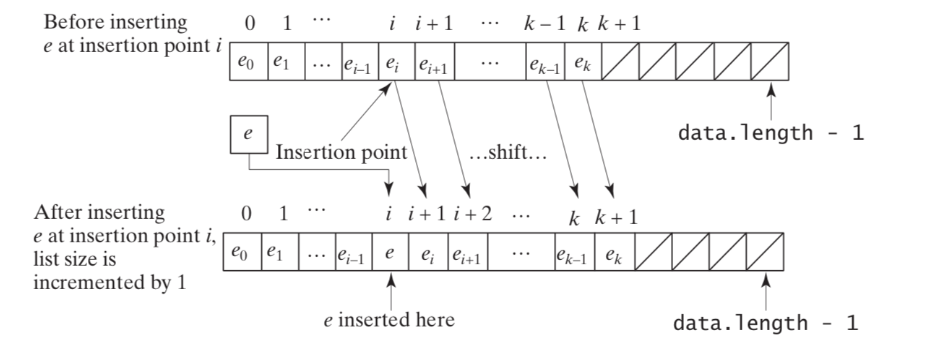 Before inserting
e at insertion point i
0 1 ... i i+1 ... k–1 k k+1
e0 e1 ... ei–1 ei ei+1 ... ek–1 ek
e
Insertion point
...shift...
data.length - 1
After inserting
e at insertion point i,
list size is
incremented by 1
0 1 ... i i+1 i+2 ... k k+1
e0 e1 ... ei–1 e ei ei+1 ... ek–1 ek
e inserted here
data.length - 1